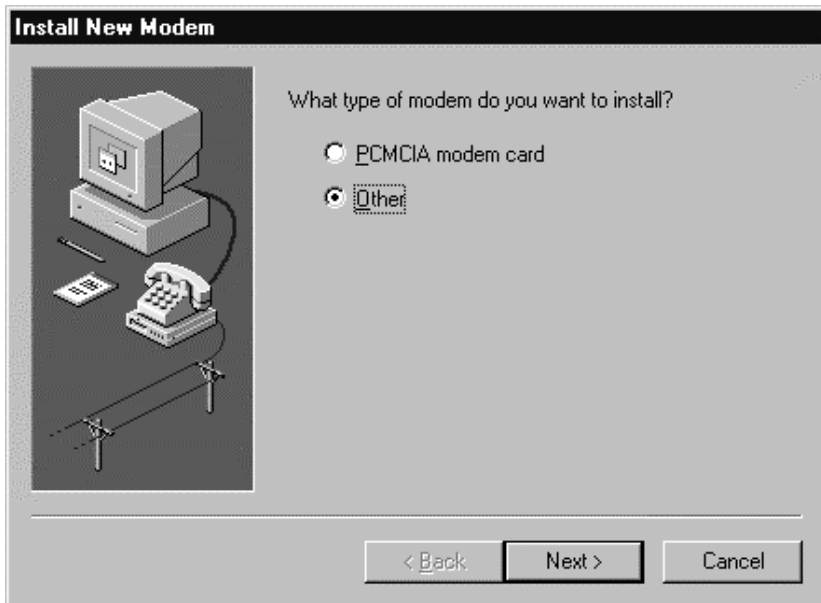 Install New Modem
What type of modem do you want to install?
PCMCIA modem card
Other
< Back
Next >
Cancel